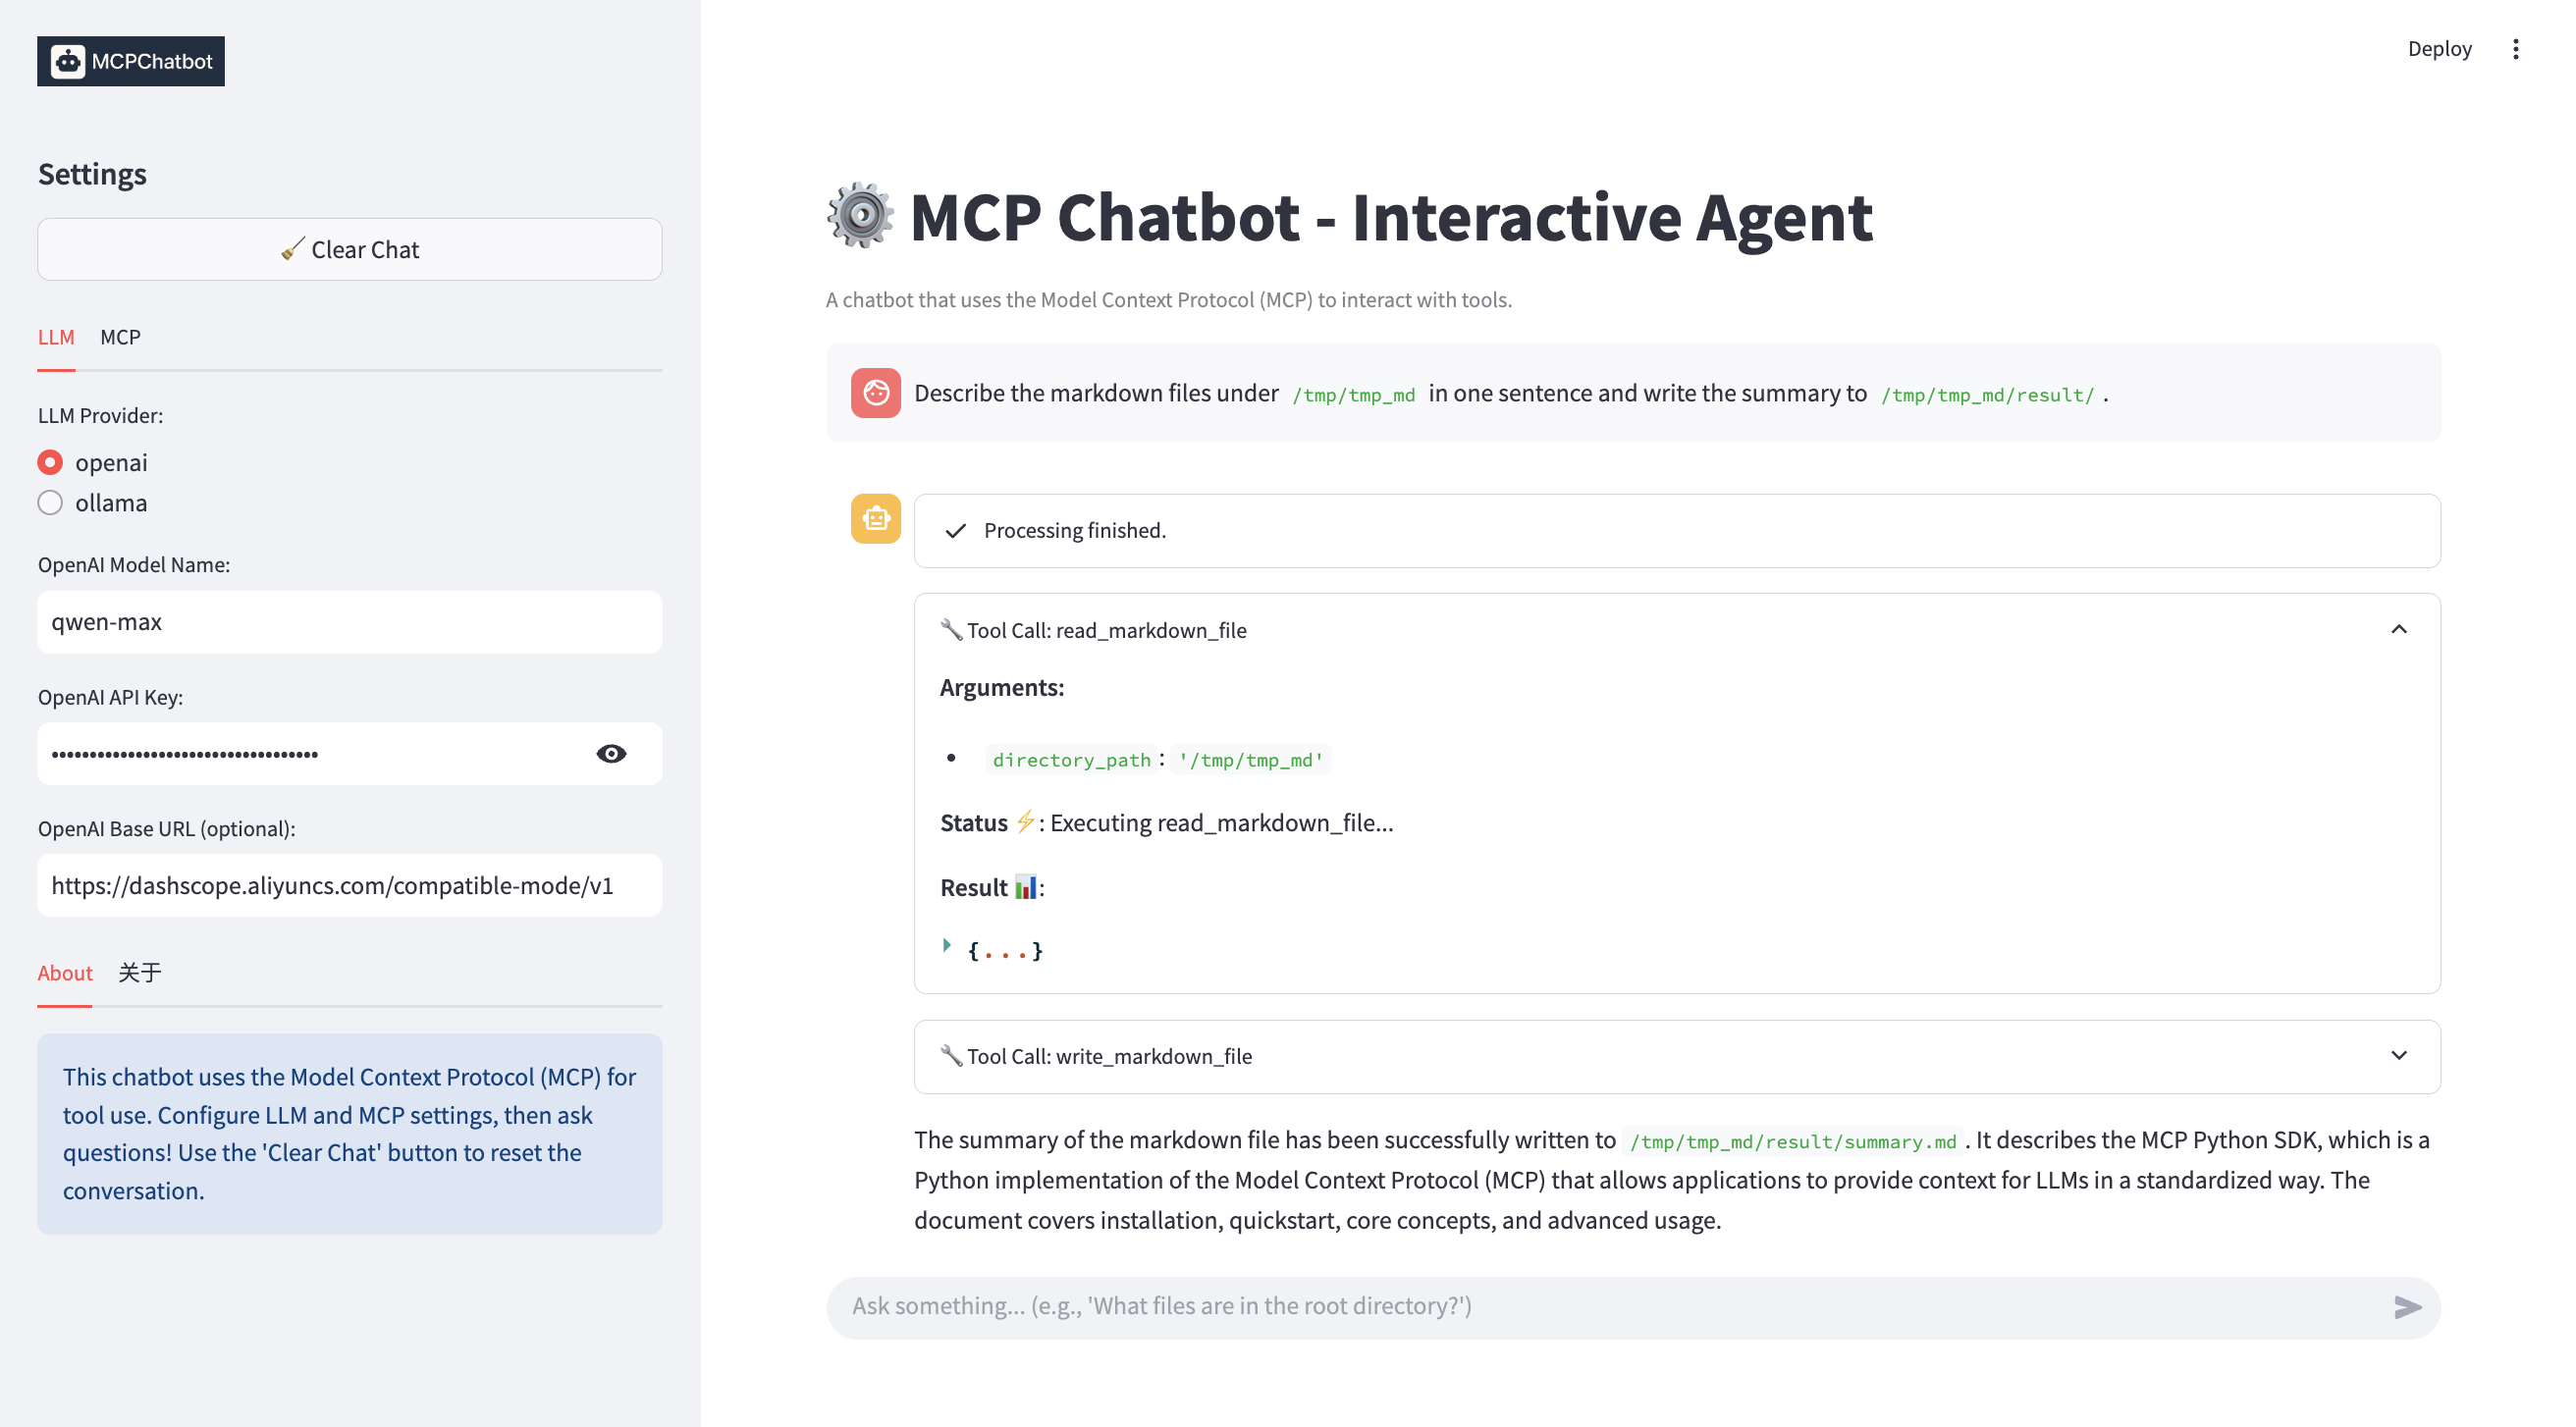 MCPChatbot
Settings
🧹 Clear Chat
LLM MCP
LLM Provider:
openai
ollama
OpenAI Model Name:
qwen-max
OpenAI API Key:
•••••••••••••••••••••••••••••••••••
OpenAI Base URL (optional):
https://dashscope.aliyuncs.com/compatible-mode/v1
About 关于
This chatbot uses the Model Context Protocol (MCP) for
tool use. Configure LLM and MCP settings, then ask
questions! Use the 'Clear Chat' button to reset the
conversation.
Deploy
⚙️ MCP Chatbot - Interactive Agent
A chatbot that uses the Model Context Protocol (MCP) to interact with tools.
Describe the markdown files under /tmp/tmp_md in one sentence and write the summary to /tmp/tmp_md/result/ .
Processing finished.
🔧 Tool Call: read_markdown_file
Arguments:
• directory_path: '/tmp/tmp_md'
Status ⚡: Executing read_markdown_file...
Result 📊:
{...}
🔧 Tool Call: write_markdown_file
The summary of the markdown file has been successfully written to /tmp/tmp_md/result/summary.md. It describes the MCP Python SDK, which is a
Python implementation of the Model Context Protocol (MCP) that allows applications to provide context for LLMs in a standardized way. The
document covers installation, quickstart, core concepts, and advanced usage.
Ask something... (e.g., 'What files are in the root directory?')